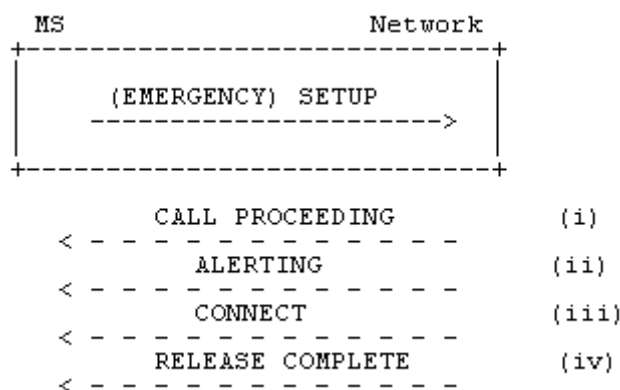 MS Network
(EMERGENCY) SETUP
CALL PROCEEDING (i)
ALERTING (ii)
CONNECT (iii)
RELEASE COMPLETE (iv)